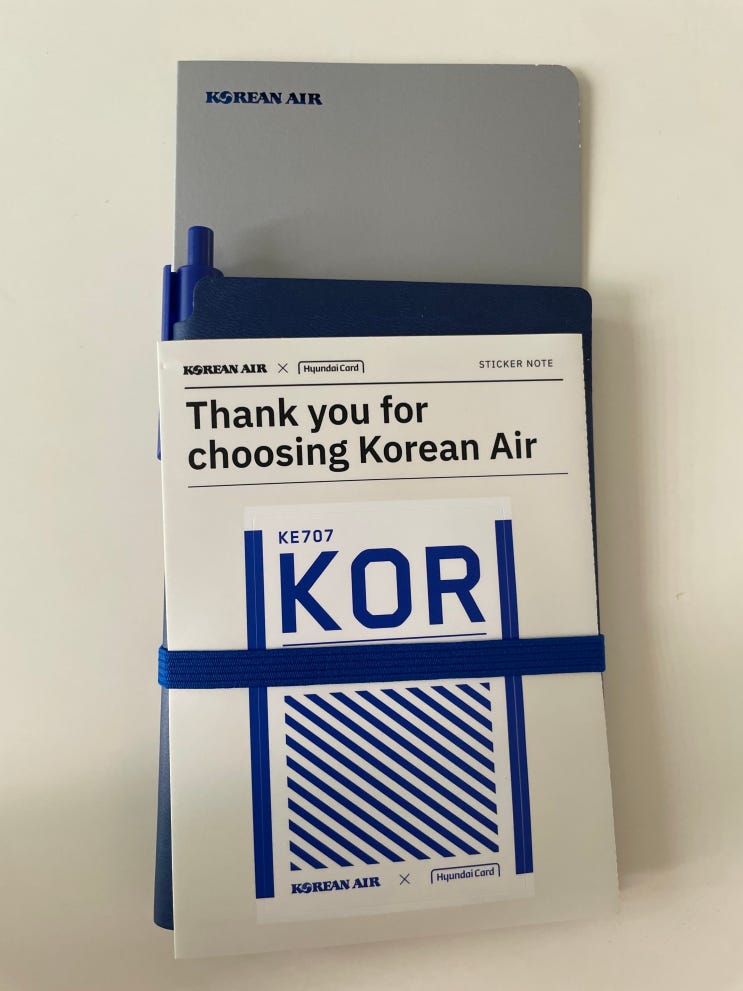 KOREAN AIR
KOREAN AIR × Hyundai Card
STICKER NOTE
Thank you for
choosing Korean Air
KE707
KOR
KOREAN AIR × Hyundai Card